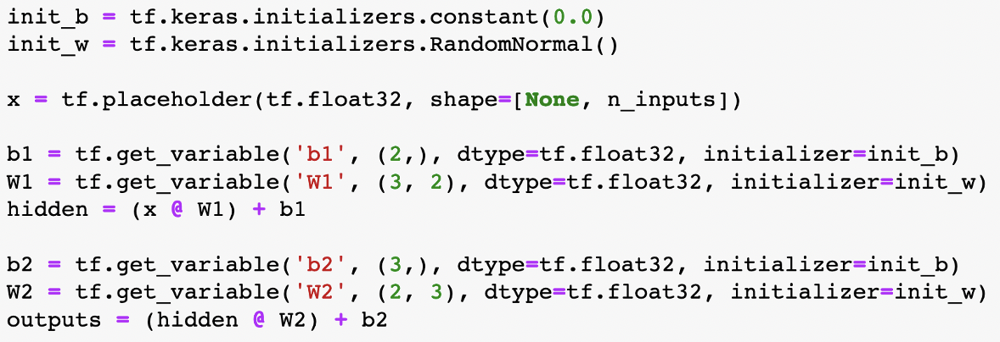 init_b = tf.keras.initializers.constant(0.0)
init_w = tf.keras.initializers.RandomNormal()
x = tf.placeholder(tf.float32, shape=[None, n_inputs])
b1 = tf.get_variable('b1', (2,), dtype=tf.float32, initializer=init_b)
W1 = tf.get_variable('W1', (3, 2), dtype=tf.float32, initializer=init_w)
hidden = (x @ W1) + b1
b2 = tf.get_variable('b2', (3,), dtype=tf.float32, initializer=init_b)
W2 = tf.get_variable('W2', (2, 3), dtype=tf.float32, initializer=init_w)
outputs = (hidden @ W2) + b2